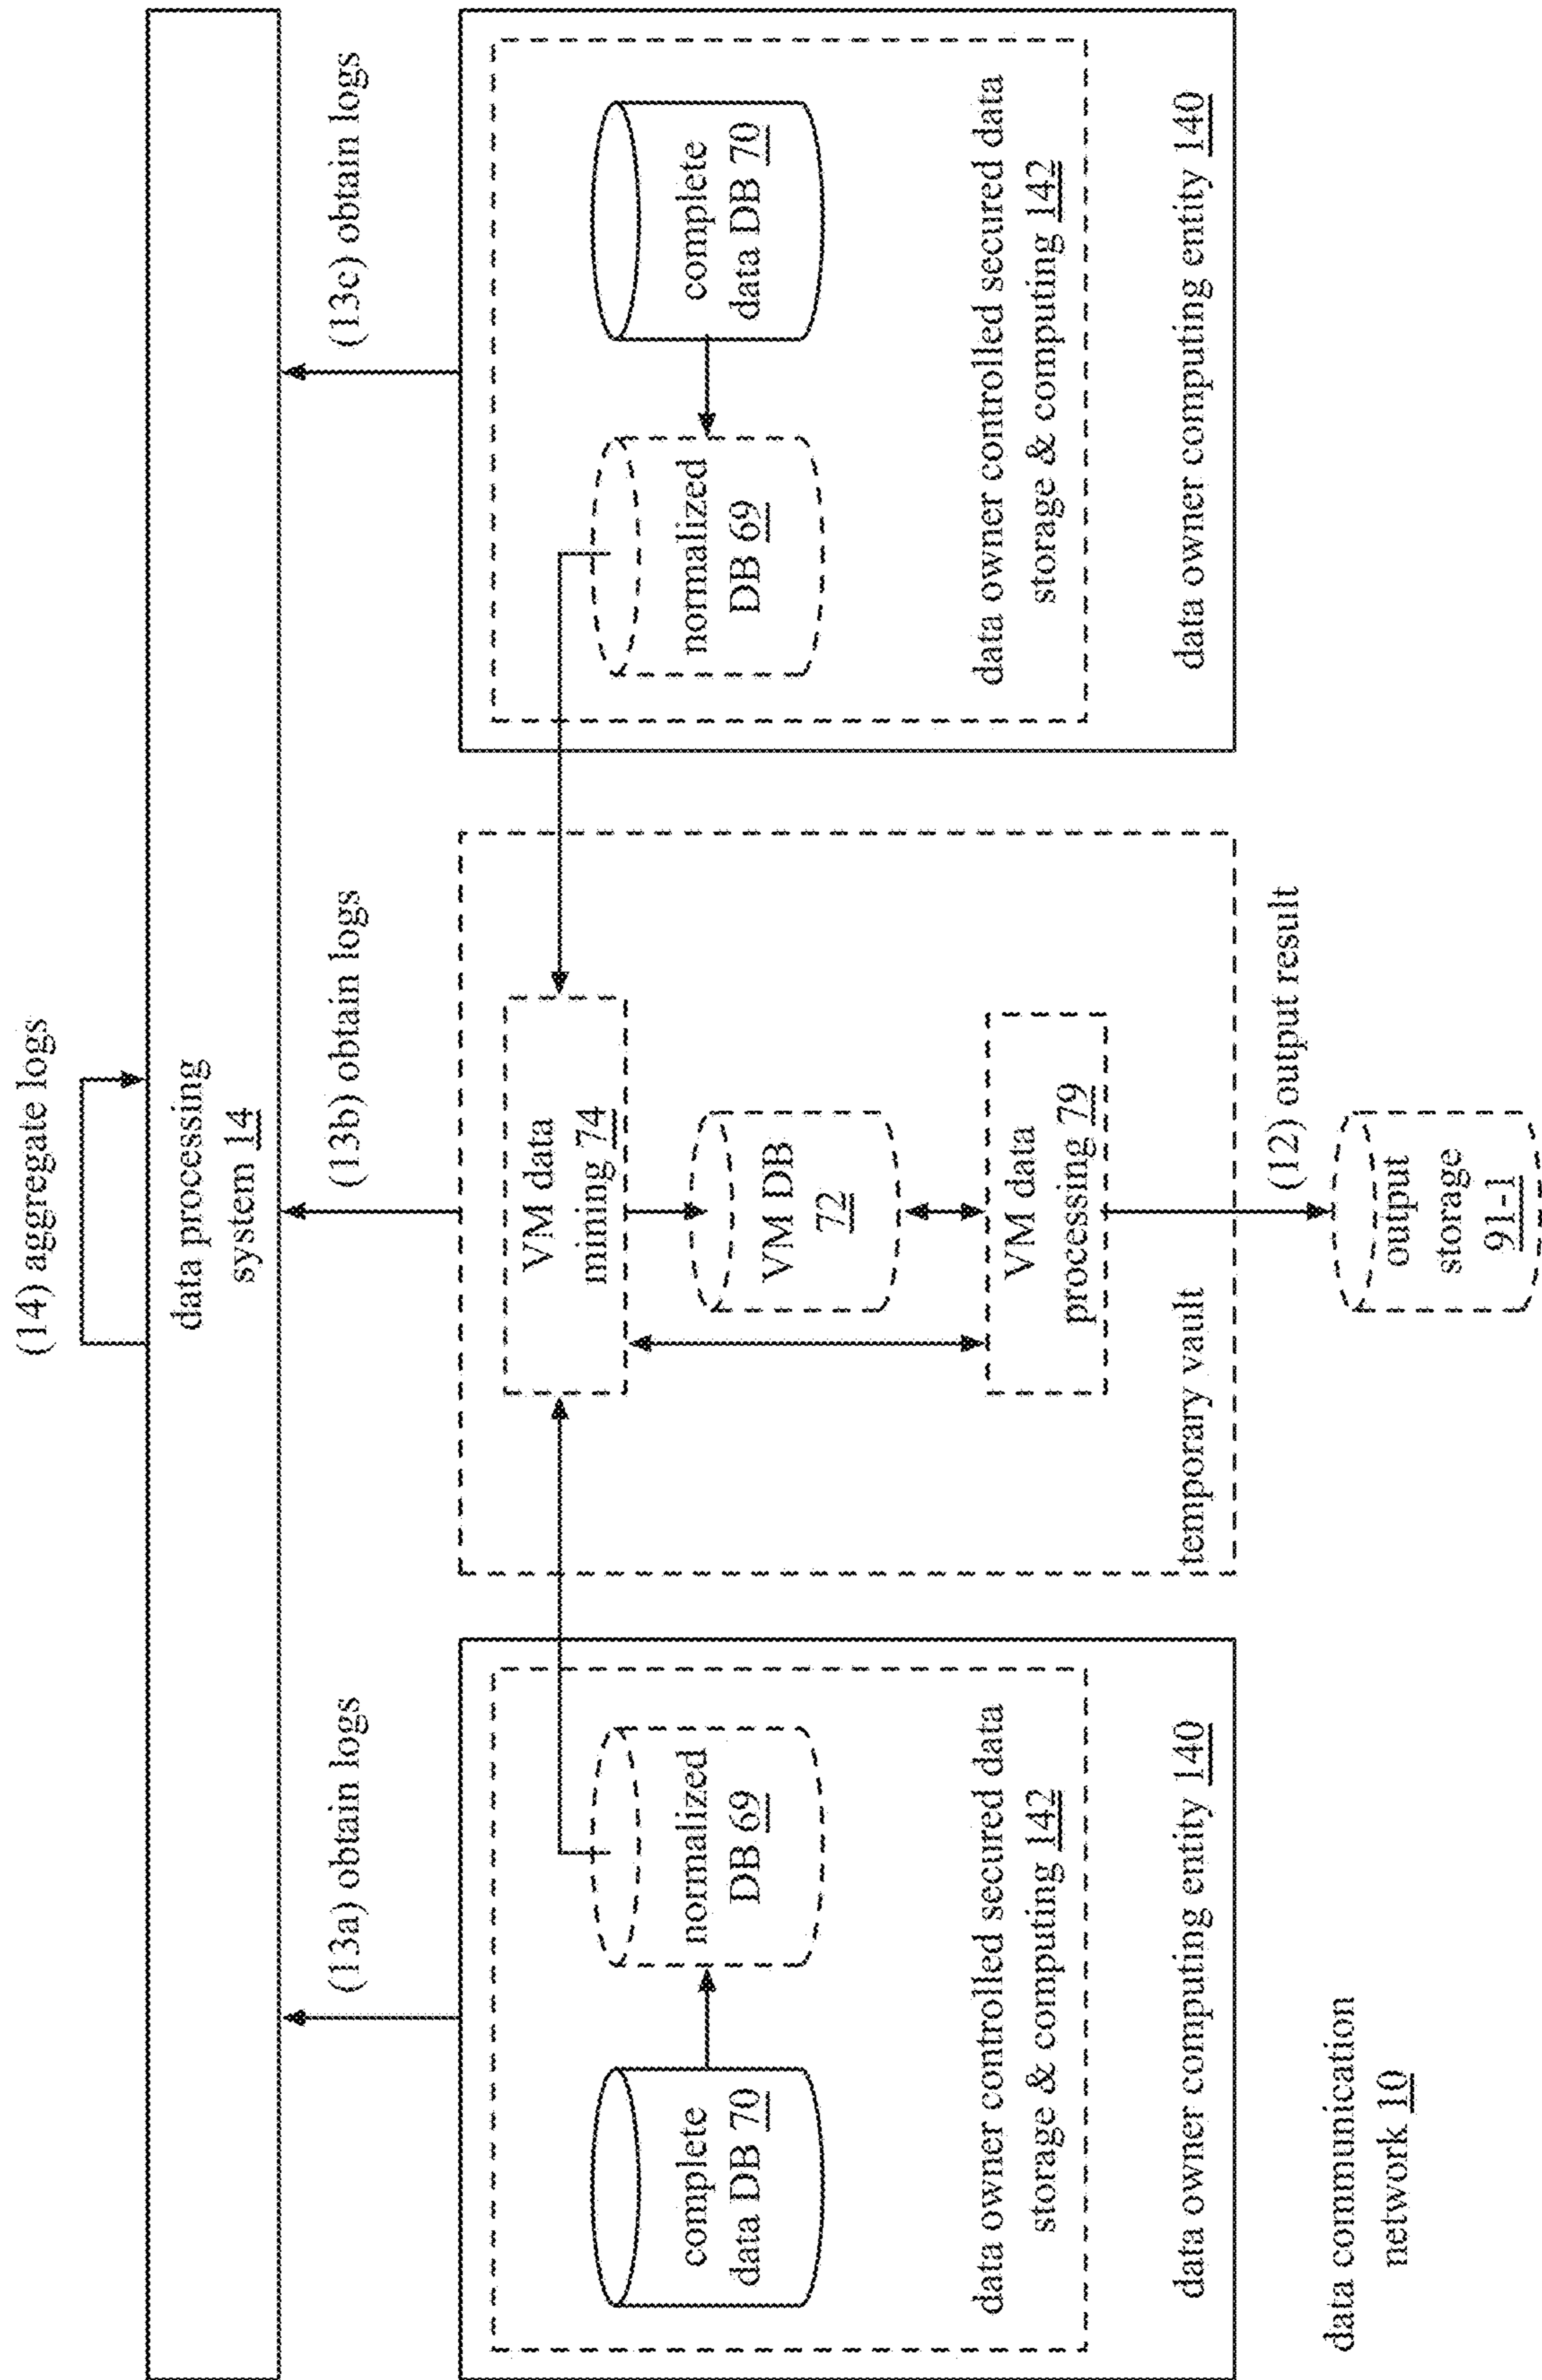 (14) aggregate logs
data processing
system 14
(13a) obtain logs
(13b) obtain logs
(13c) obtain logs
complete
data DB 70
normalized
DB 69
data owner controlled secured data
storage & computing 142
data owner computing entity 140
VM data
mining 74
VM DB
72
VM data
processing 79
temporary vault
normalized
DB 69
complete
data DB 70
data owner controlled secured data
storage & computing 142
data owner computing entity 140
(12) output result
output
storage
91-1
data communication
network 10